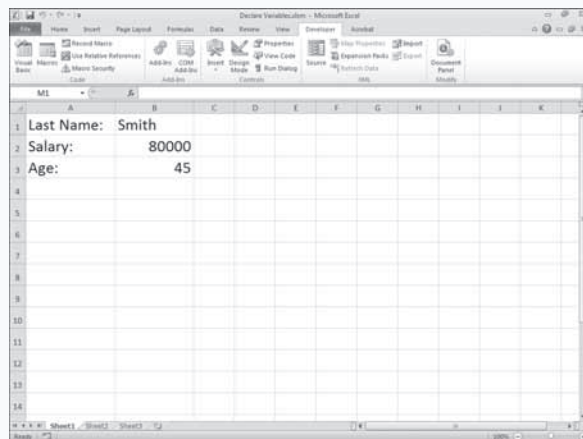 Declare Variables.xlsm - Microsoft Excel
File Home Insert Page Layout Formulas Data Review View Developer Acrobat
Visual Basic
Macros
Record Macro
Use Relative References
Macro Security
Code
Add-Ins
COM Add-Ins
Add-Ins
Insert
Design Mode
Properties
View Code
Run Dialog
Controls
Source
Map Properties
Expansion Packs
Refresh Data
Import
Export
XML
Document Panel
Modify
M1 fx
A B C D E F G H I J K
1 Last Name: Smith
2 Salary: 80000
3 Age: 45
4
5
6
7
8
9
10
11
12
13
14
Sheet1 Sheet2 Sheet3
Ready 100%